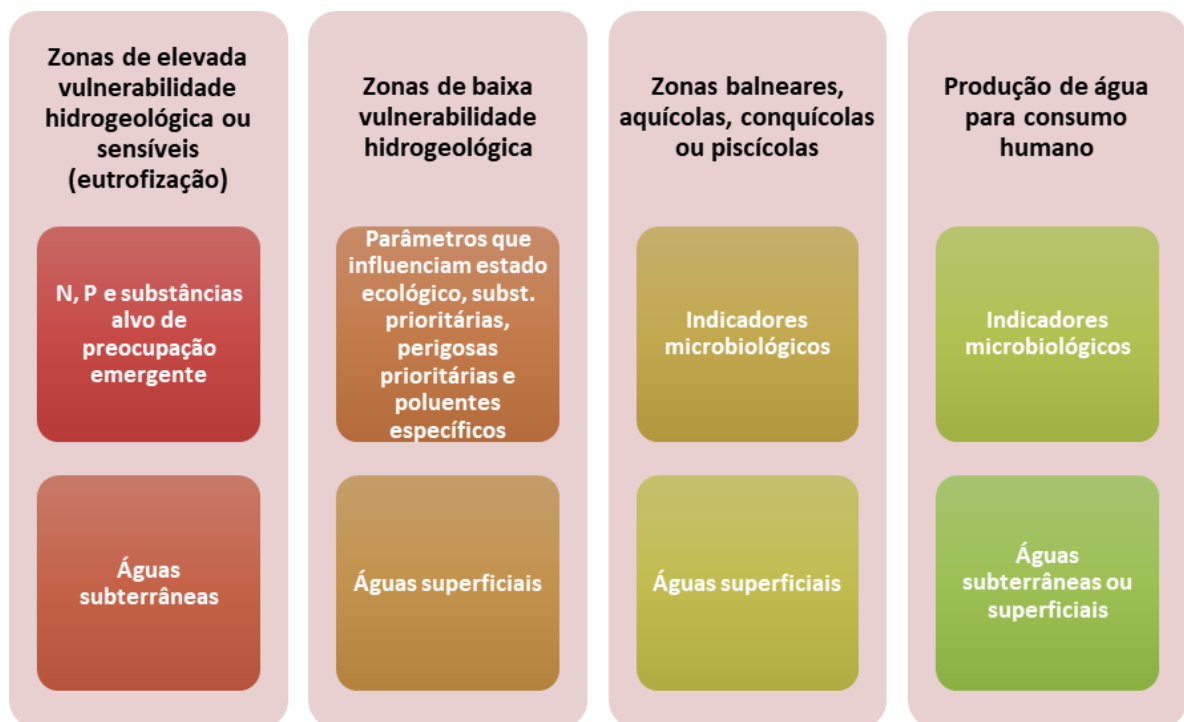 Zonas de elevada
vulnerabilidade
hidrogeológica ou
sensíveis
(eutrofização)
N, P e substâncias
alvo de
preocupação
emergente
Águas
subterrâneas
Zonas de baixa
vulnerabilidade
hidrogeológica
Parâmetros que
influenciam estado
ecológico, subst.
prioritárias,
perigosas
prioritárias e
poluentes
específicos
Águas superficiais
Zonas balneares,
aquícolas, conquícolas
ou piscícolas
Indicadores
microbiológicos
Águas superficiais
Produção de água
para consumo
humano
Indicadores
microbiológicos
Águas
subterrâneas ou
superficiais